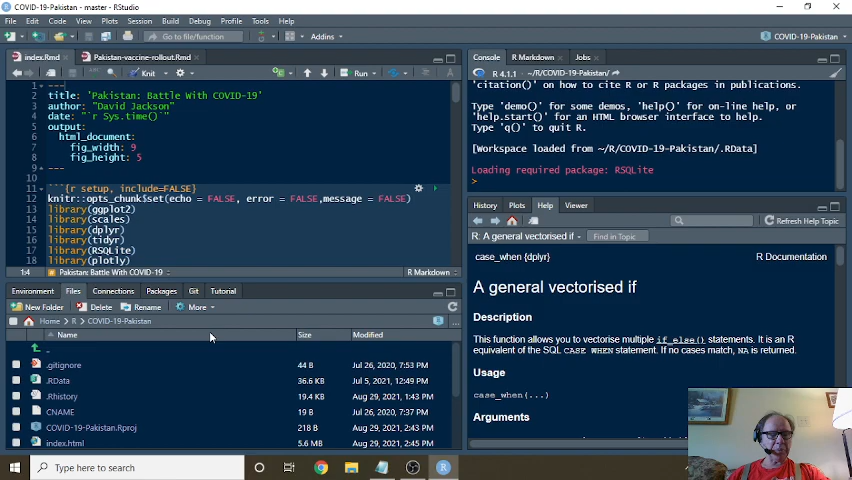 COVID-19-Pakistan - master - RStudio
File Edit Code View Plots Session Build Debug Profile Tools Help
Go to file/function Addins COVID-19-Pakistan
index.Rmd Pakistan-vaccine-rollout.Rmd
Knit Run
1 ---
2 title: 'Pakistan: Battle With COVID-19'
3 author: "David Jackson"
4 date: "`r Sys.time()`"
5 output:
6 html_document:
7 fig_width: 9
8 fig_height: 5
9 ---
10
11 ```{r setup, include=FALSE}
12 knitr::opts_chunk$set(echo = FALSE, error = FALSE,message = FALSE)
13 library(ggplot2)
14 library(scales)
15 library(dplyr)
16 library(tidyr)
17 library(RSQLite)
18 library(plotly)
1:4 Pakistan: Battle With COVID-19 R Markdown
Environment Files Connections Packages Git Tutorial
New Folder Delete Rename More
Home R COVID-19-Pakistan
Name Size Modified
..
.gitignore 44 B Jul 26, 2020, 7:53 PM
.RData 36.6 KB Jul 5, 2021, 12:49 PM
.Rhistory 19.4 KB Aug 29, 2021, 1:43 PM
CNAME 19 B Jul 26, 2020, 7:37 PM
COVID-19-Pakistan.Rproj 218 B Aug 29, 2021, 2:43 PM
index.html 5.6 MB Aug 29, 2021, 2:45 PM
Console R Markdown Jobs
R 4.1.1 · ~/R/COVID-19-Pakistan/
'citation()' on how to cite R or R packages in publications.
Type 'demo()' for some demos, 'help()' for on-line help, or
'help.start()' for an HTML browser interface to help.
Type 'q()' to quit R.
[Workspace loaded from ~/R/COVID-19-Pakistan/.RData]
Loading required package: RSQLite
>
History Plots Help Viewer
Refresh Help Topic
R: A general vectorised if Find in Topic
case_when {dplyr} R Documentation
A general vectorised if
Description
This function allows you to vectorise multiple if_else() statements. It is an R
equivalent of the SQL CASE WHEN statement. If no cases match, NA is returned.
Usage
case_when(...)
Arguments
Type here to search